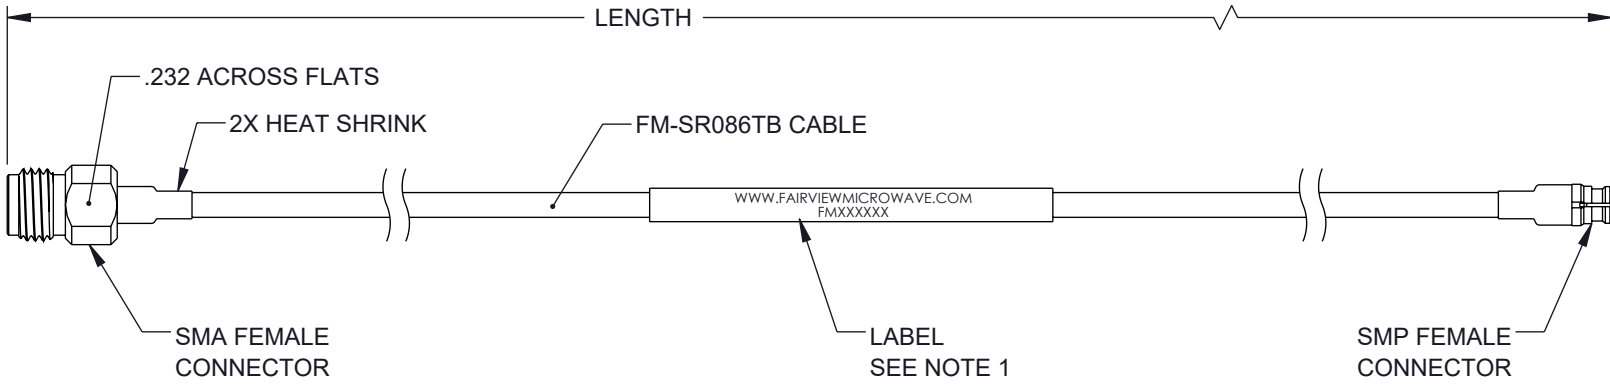 LENGTH
.232 ACROSS FLATS
2X HEAT SHRINK
FM-SR086TB CABLE
WWW.FAIRVIEWMICROWAVE.COM
FMXXXXXX
SMA FEMALE
CONNECTOR
LABEL
SEE NOTE 1
SMP FEMALE
CONNECTOR